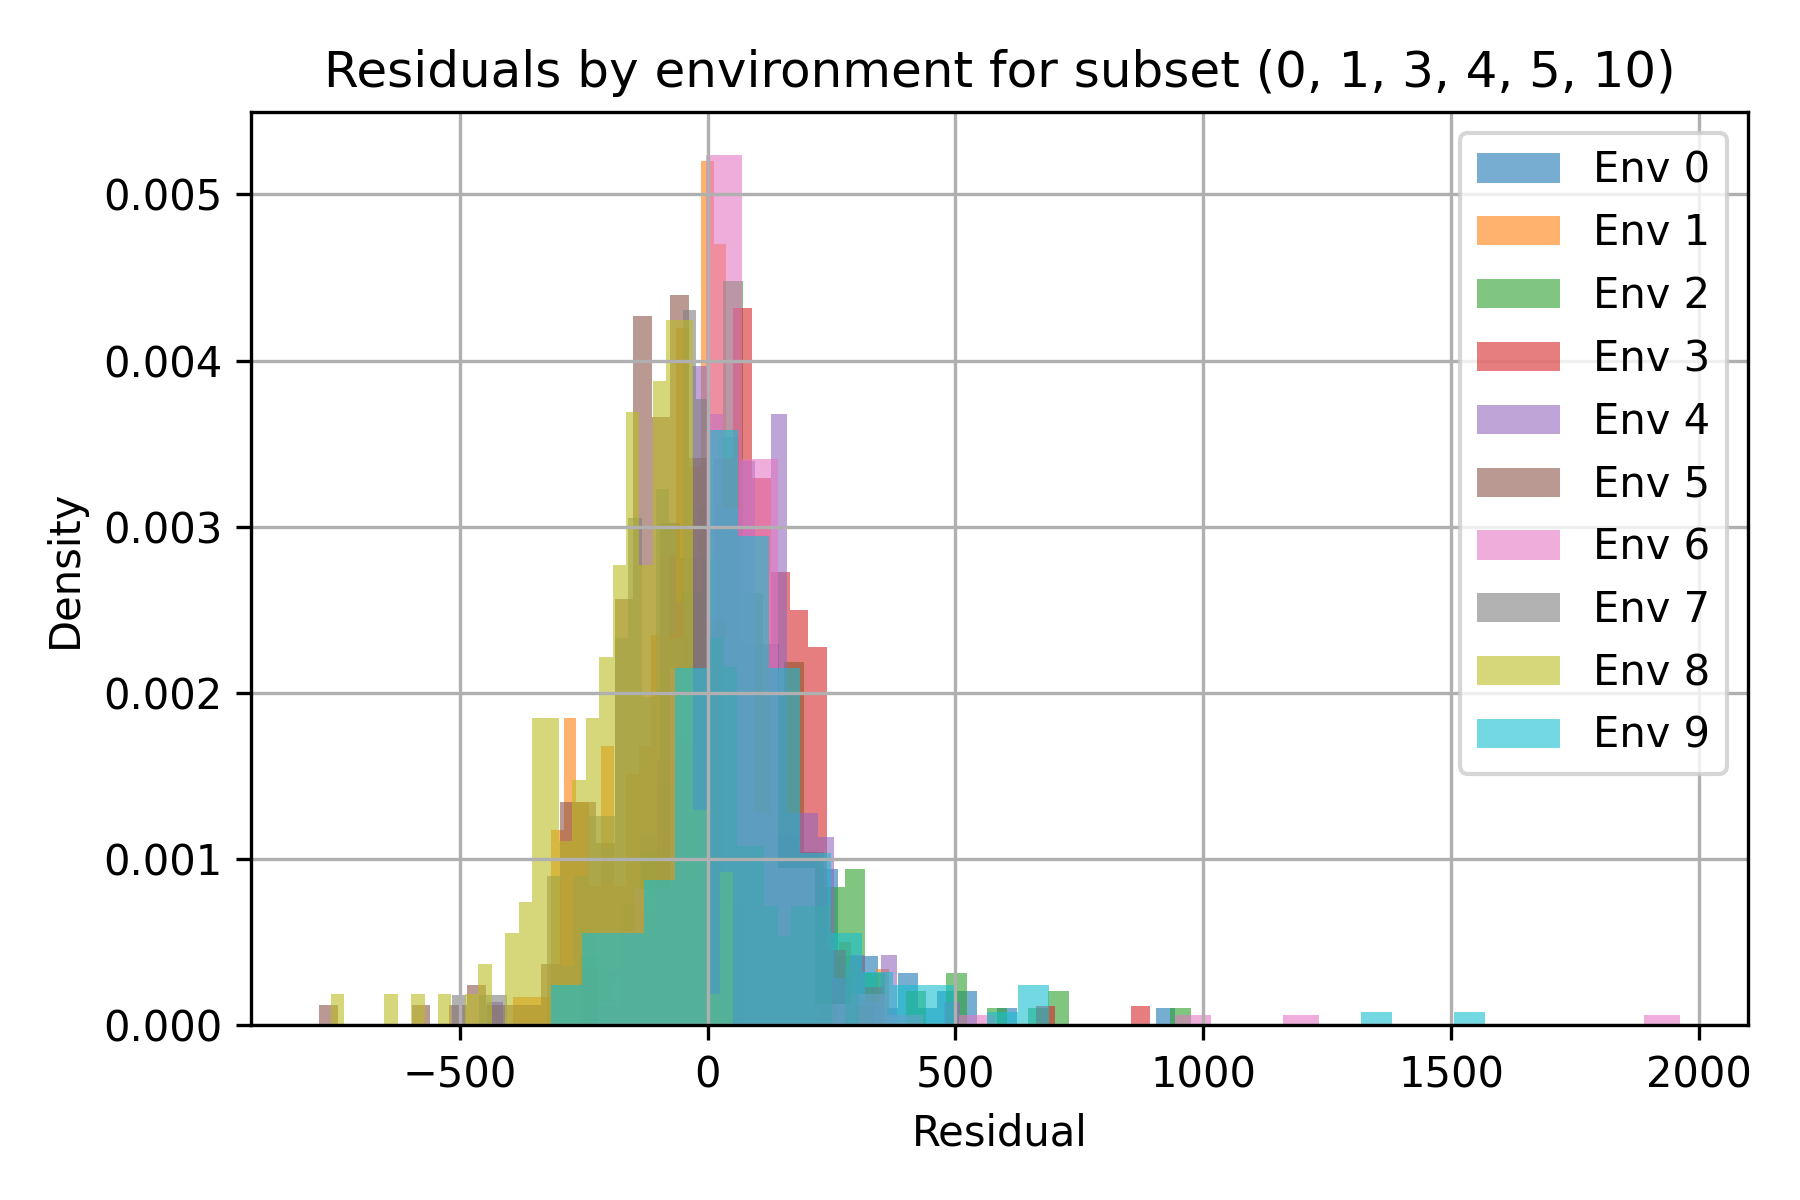 Residuals by environment for subset (0, 1, 3, 4, 5, 10)
Density
0.005
0.004
0.003
0.002
0.001
0.000
−500
0
500
1000
1500
2000
Residual
Env 0
Env 1
Env 2
Env 3
Env 4
Env 5
Env 6
Env 7
Env 8
Env 9